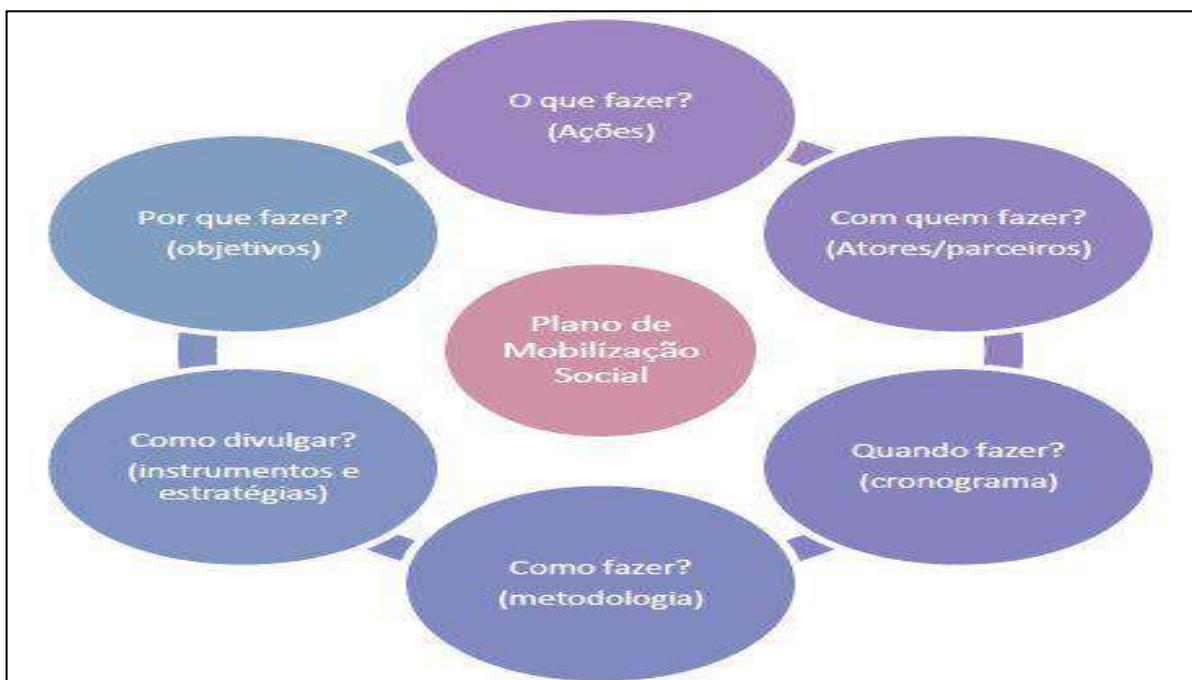 O que fazer?
(Ações)
Com quem fazer?
(Atores/parceiros)
Quando fazer?
(cronograma)
Como fazer?
(metodologia)
Como divulgar?
(instrumentos e
estratégias)
Por que fazer?
(objetivos)
Plano de
Mobilização
Social